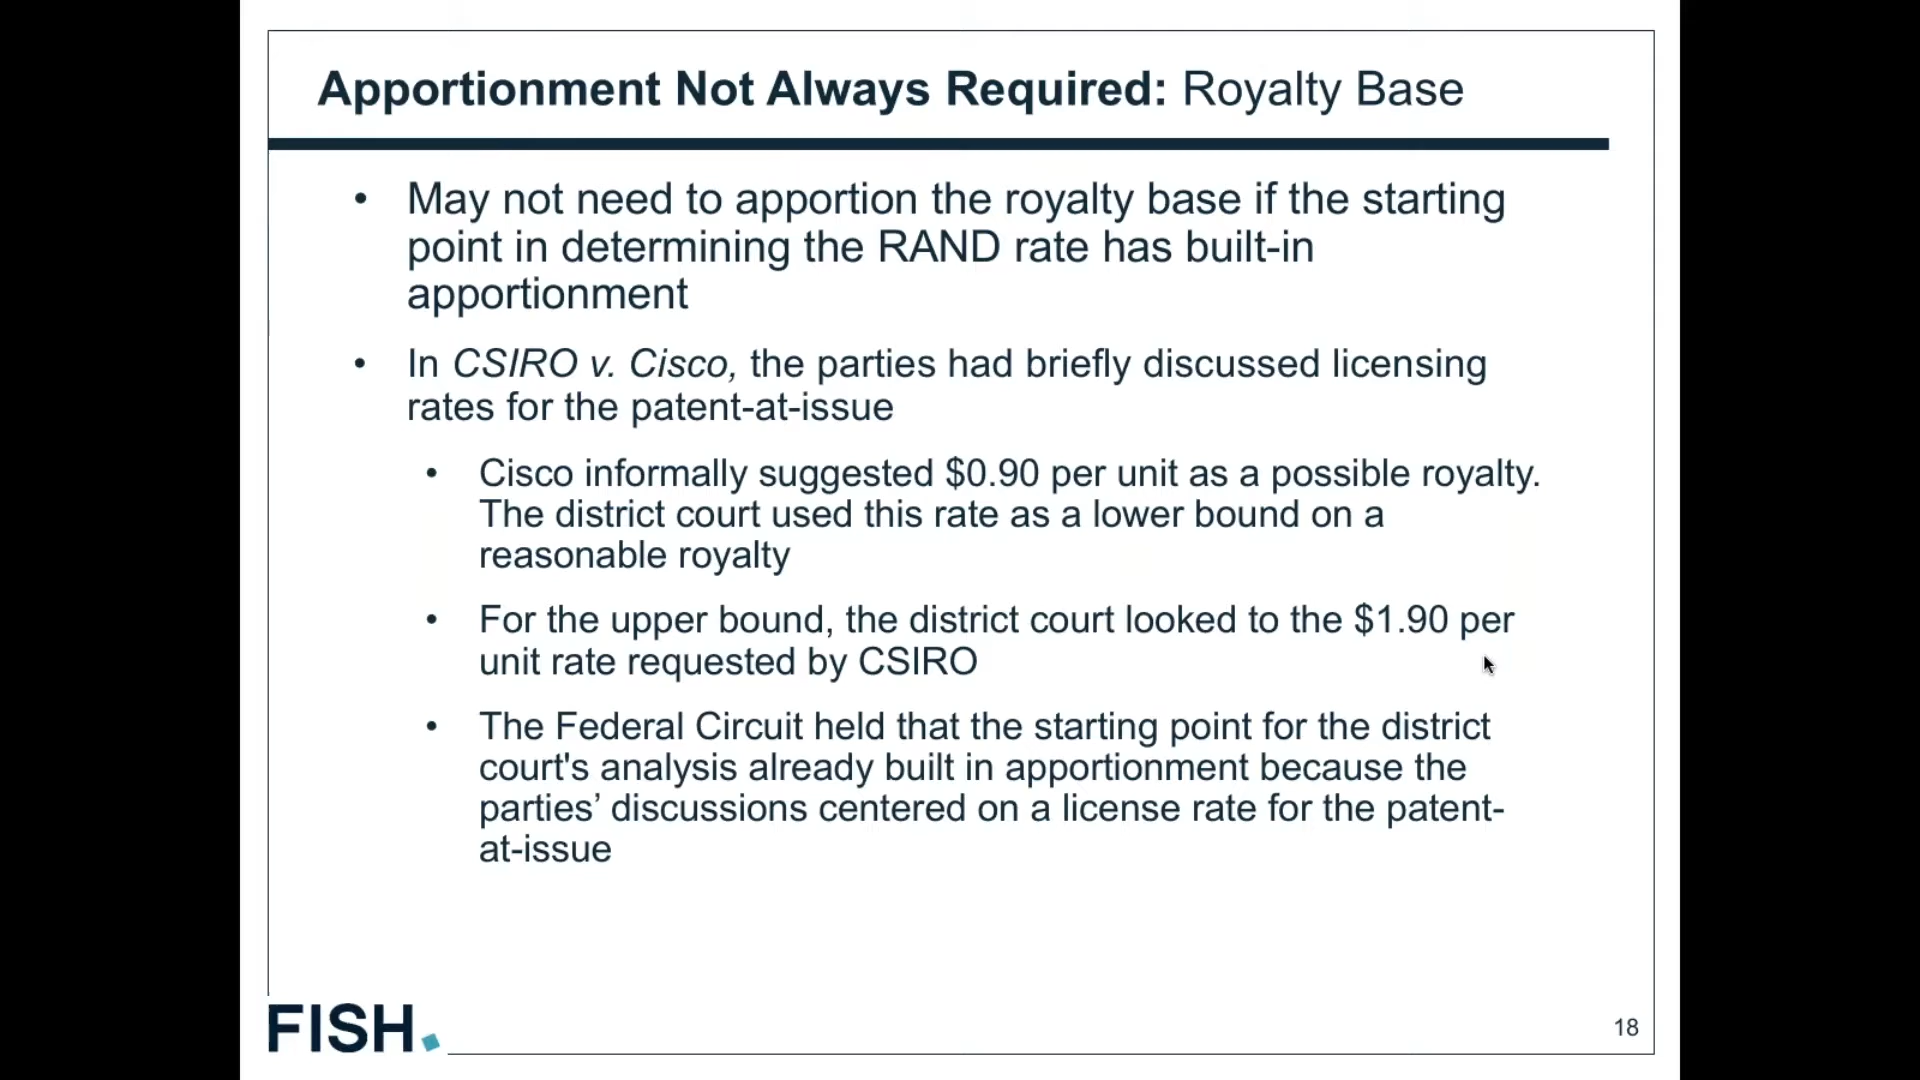 Apportionment Not Always Required: Royalty Base
• May not need to apportion the royalty base if the starting
point in determining the RAND rate has built-in
apportionment
• In CSIRO v. Cisco, the parties had briefly discussed licensing
rates for the patent-at-issue
• Cisco informally suggested $0.90 per unit as a possible royalty.
The district court used this rate as a lower bound on a
reasonable royalty
• For the upper bound, the district court looked to the $1.90 per
unit rate requested by CSIRO
• The Federal Circuit held that the starting point for the district
court's analysis already built in apportionment because the
parties’ discussions centered on a license rate for the patent-
at-issue
FISH.
18